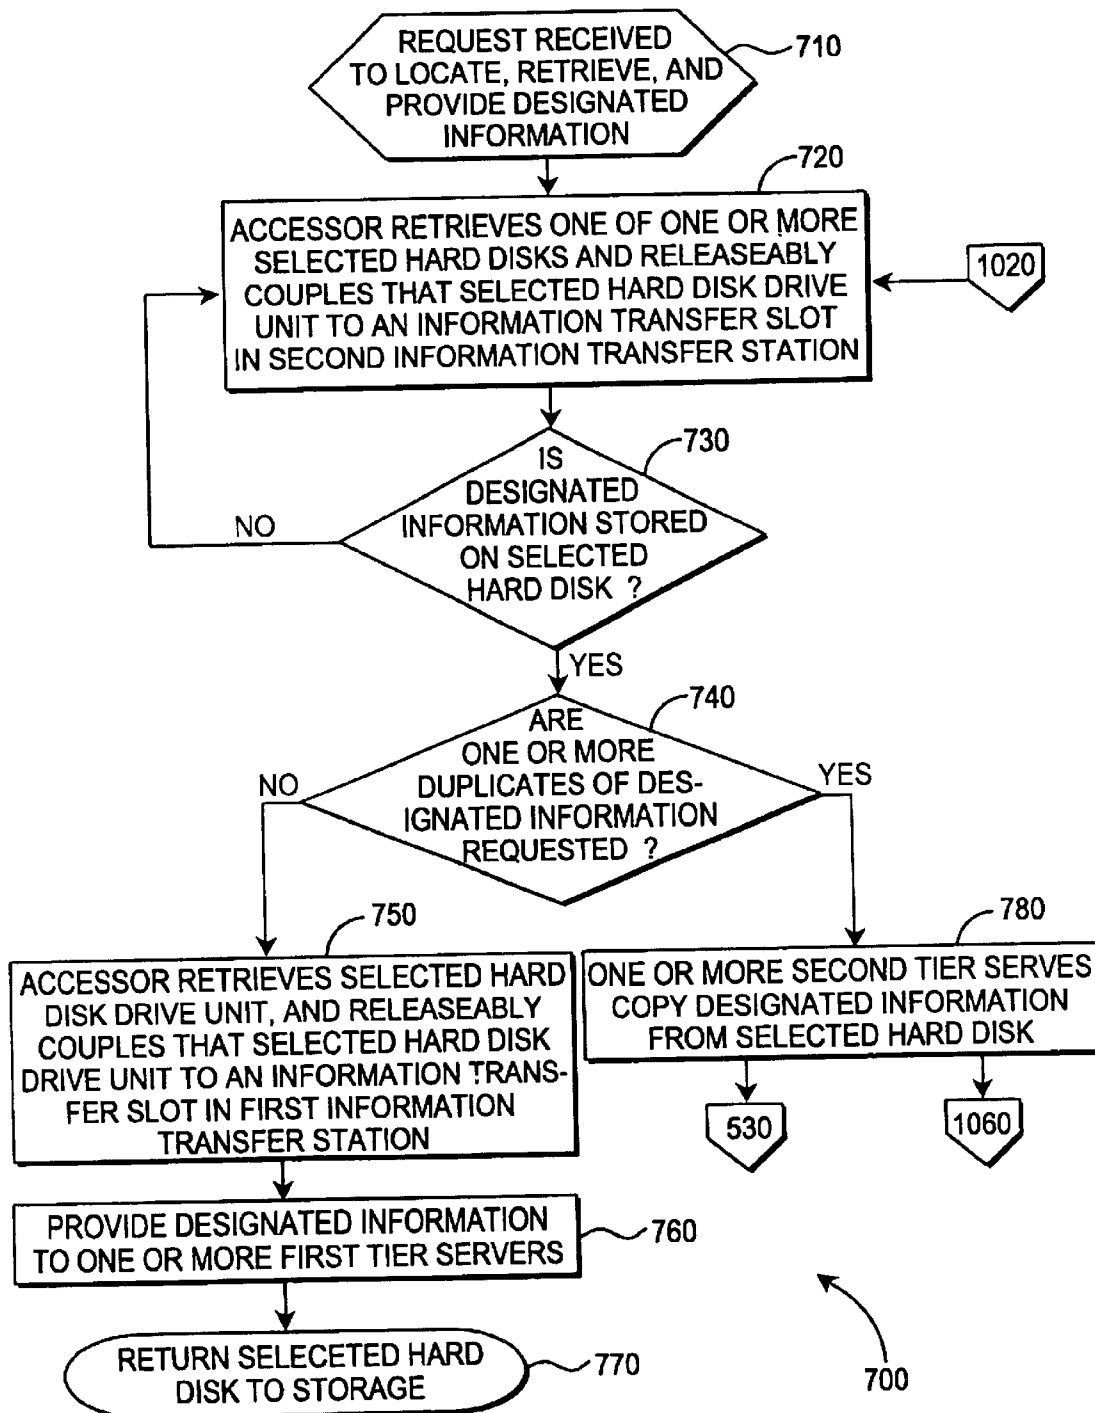 REQUEST RECEIVED
TO LOCATE, RETRIEVE, AND
PROVIDE DESIGNATED
INFORMATION
710
720
ACCESSOR RETRIEVES ONE OF ONE OR MORE
SELECTED HARD DISKS AND RELEASEABLY
COUPLES THAT SELECTED HARD DISK DRIVE
UNIT TO AN INFORMATION TRANSFER SLOT
IN SECOND INFORMATION TRANSFER STATION
1020
730
IS
DESIGNATED
INFORMATION STORED
ON SELECTED
HARD DISK ?
NO
YES
740
ARE
ONE OR MORE
DUPLICATES OF DES-
IGNATED INFORMATION
REQUESTED ?
NO
YES
750
ACCESSOR RETRIEVES SELECTED HARD
DISK DRIVE UNIT, AND RELEASEABLY
COUPLES THAT SELECTED HARD DISK
DRIVE UNIT TO AN INFORMATION TRANS-
FER SLOT IN FIRST INFORMATION
TRANSFER STATION
780
ONE OR MORE SECOND TIER SERVES
COPY DESIGNATED INFORMATION
FROM SELECTED HARD DISK
530
1060
PROVIDE DESIGNATED INFORMATION
TO ONE OR MORE FIRST TIER SERVERS
760
RETURN SELECETED HARD
DISK TO STORAGE
770
700